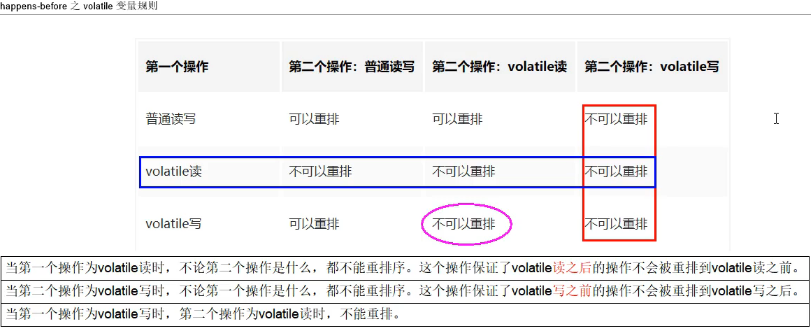 happens-before 之 volatile 变量规则
第一个操作 第二个操作：普通读写 第二个操作：volatile读 第二个操作：volatile写
普通读写 可以重排 可以重排 不可以重排
volatile读 不可以重排 不可以重排 不可以重排
volatile写 可以重排 不可以重排 不可以重排
当第一个操作为volatile读时，不论第二个操作是什么，都不能重排序。这个操作保证了volatile读之后的操作不会被重排到volatile读之前。
当第二个操作为volatile写时，不论第一个操作是什么，都不能重排序。这个操作保证了volatile写之前的操作不会被重排到volatile写之后。
当第一个操作为volatile写时，第二个操作为volatile读时，不能重排。